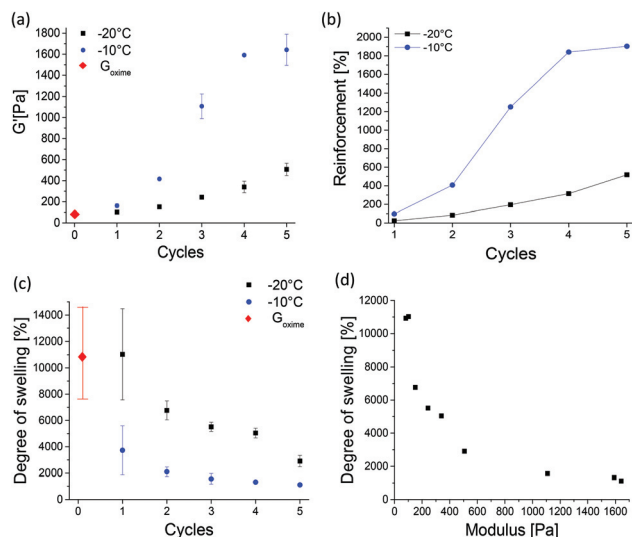 (a)
-20°C
-10°C
G oxime
1800
1600
1400
1200
1000
800
600
400
200
0
G'[Pa]
0 1 2 3 4 5
Cycles
(b)
-20°C
-10°C
2000
1800
1600
1400
1200
1000
800
600
400
200
0
Reinforcement [%]
1 2 3 4 5
Cycles
(c)
-20°C
-10°C
G oxime
14000
12000
10000
8000
6000
4000
2000
0
Degree of swelling [%]
0 1 2 3 4 5
Cycles
(d)
12000
10000
8000
6000
4000
2000
0
Degree of swelling [%]
0 200 400 600 800 1000 1200 1400 1600
Modulus [Pa]